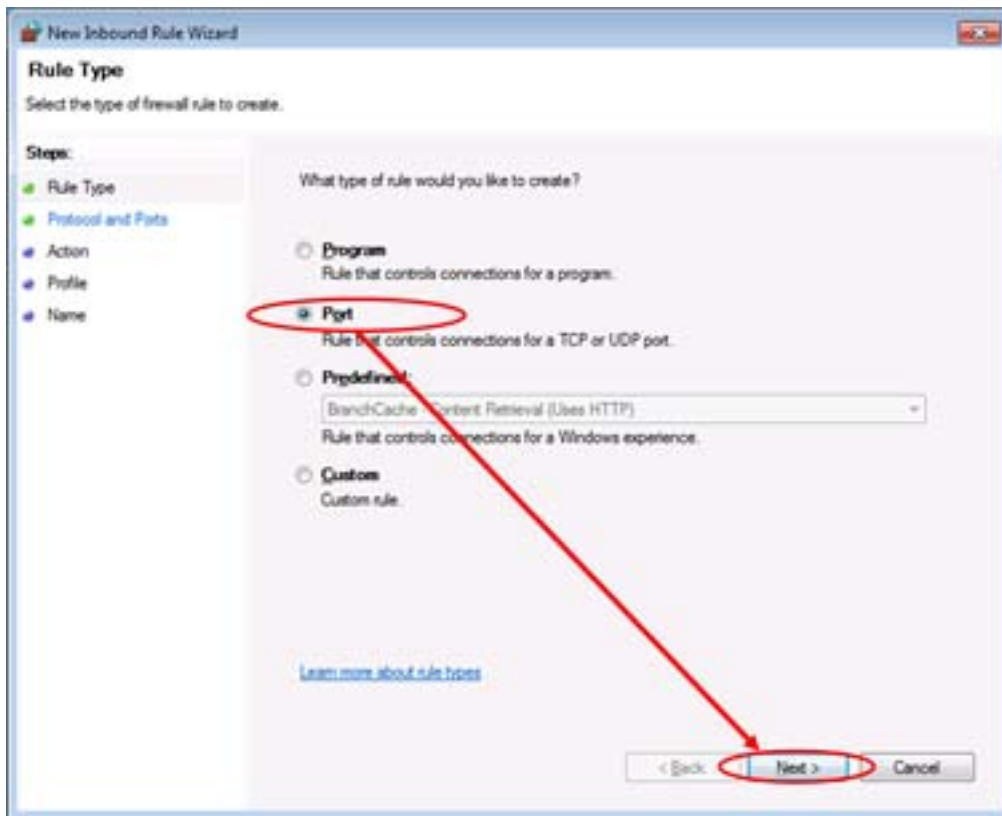 New Inbound Rule Wizard
Rule Type
Select the type of firewall rule to create.
Steps:
Rule Type
Protocol and Ports
Action
Profile
Name
What type of rule would you like to create?
Program
Rule that controls connections for a program.
Port
Rule that controls connections for a TCP or UDP port.
Predefined:
BranchCache - Content Retrieval (Uses HTTP)
Rule that controls connections for a Windows experience.
Custom
Custom rule.
Learn more about rule types
< Back
Next >
Cancel